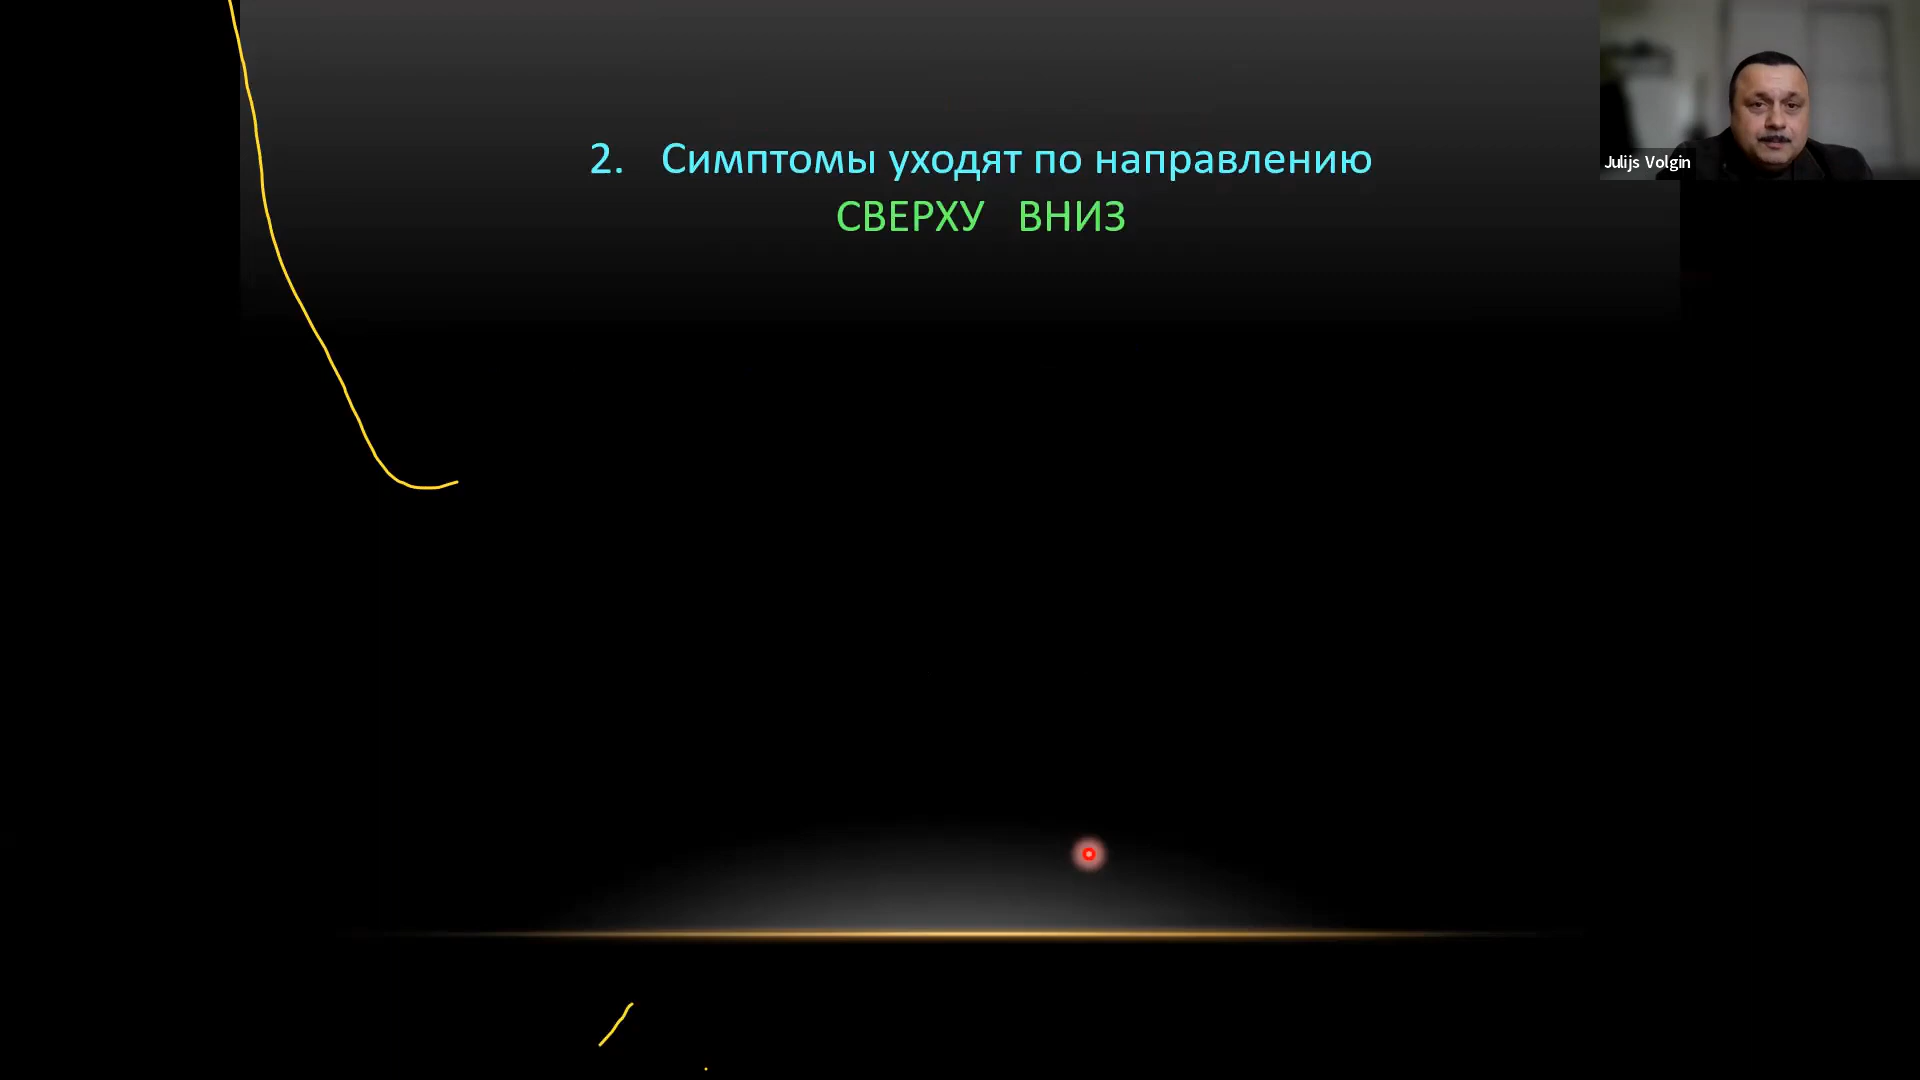 2. Симптомы уходят по направлению
СВЕРХУ ВНИЗ
Julijs Volgin